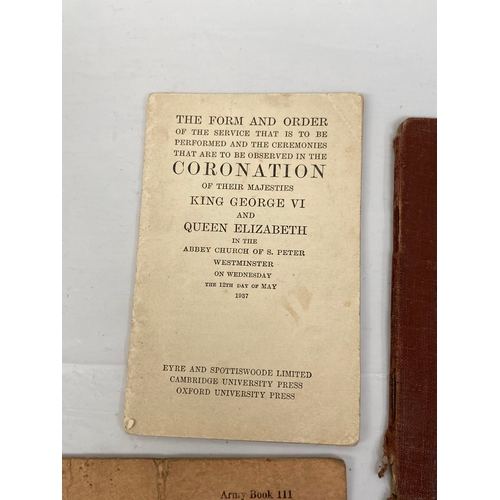 THE FORM AND ORDER
OF THE SERVICE THAT IS TO BE
PERFORMED AND THE CEREMONIES
THAT ARE TO BE OBSERVED IN THE
CORONATION
OF THEIR MAJESTIES
KING GEORGE VI
AND
QUEEN ELIZABETH
IN THE
ABBEY CHURCH OF S. PETER
WESTMINSTER
ON WEDNESDAY
THE 12TH DAY OF MAY
1937
EYRE AND SPOTTISWOODE LIMITED
CAMBRIDGE UNIVERSITY PRESS
OXFORD UNIVERSITY PRESS
Army Book 111